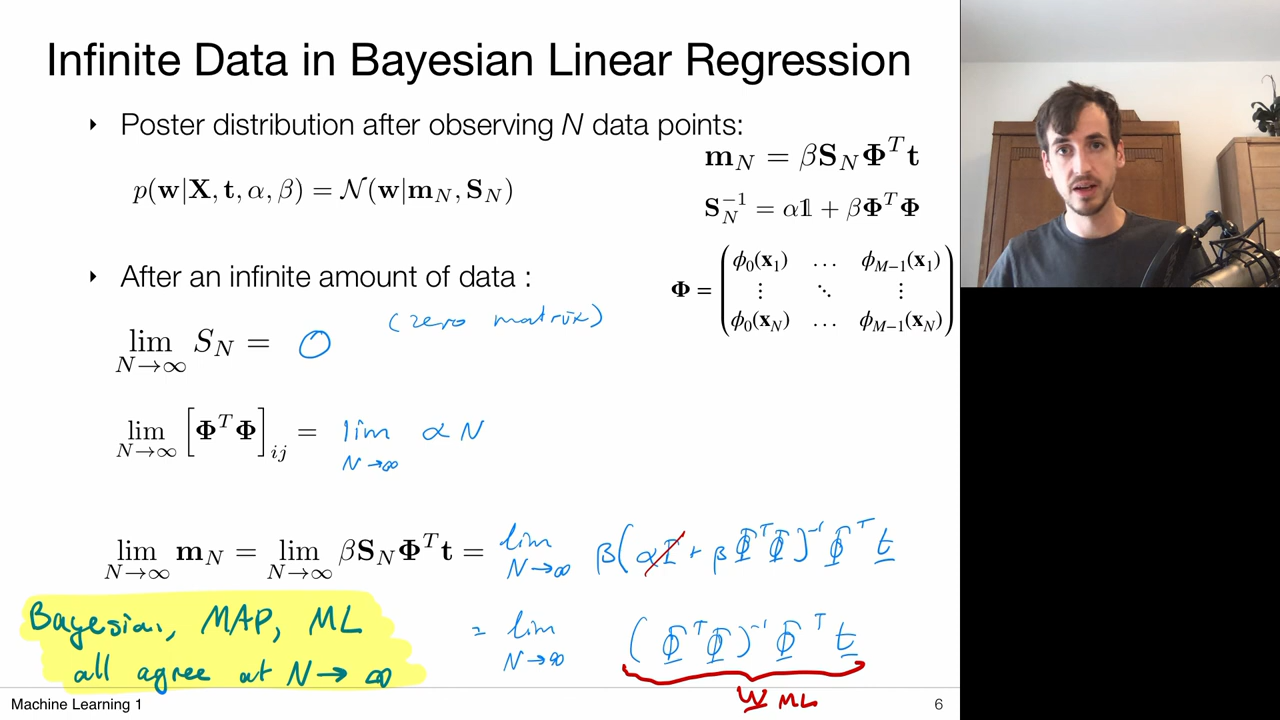 Infinite Data in Bayesian Linear Regression
‣ Poster distribution after observing N data points:
p(w|X, t, α, β) = 𝒩(w|m_N, S_N)
m_N = βS_NΦ^T t
S_N^{-1} = α𝟙 + βΦ^TΦ
Φ = ( ϕ_0(x_1) … ϕ_{M−1}(x_1)
⋮ ⋱ ⋮
ϕ_0(x_N) … ϕ_{M−1}(x_N) )
‣ After an infinite amount of data :
lim_{N→∞} S_N = O (zero matrix)
lim_{N→∞} [Φ^TΦ]_{ij} = lim_{N→∞} α N
lim_{N→∞} m_N = lim_{N→∞} βS_NΦ^T t = lim_{N→∞} β(αI + βΦ^TΦ)^{-1}Φ^T t
= lim_{N→∞} (Φ^TΦ)^{-1}Φ^T t
w ML
Bayesian, MAP, ML
all agree at N→∞
Machine Learning 1
6